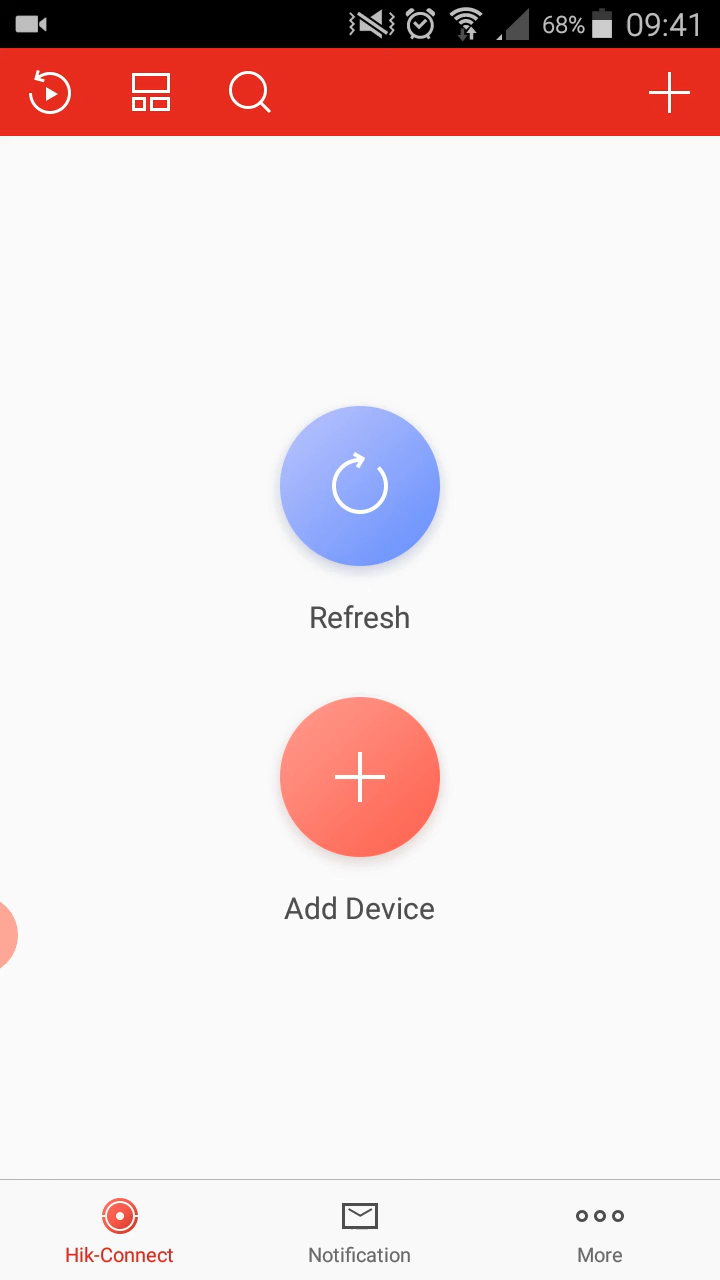 68% 09:41
Refresh
Add Device
Hik-Connect
Notification
More